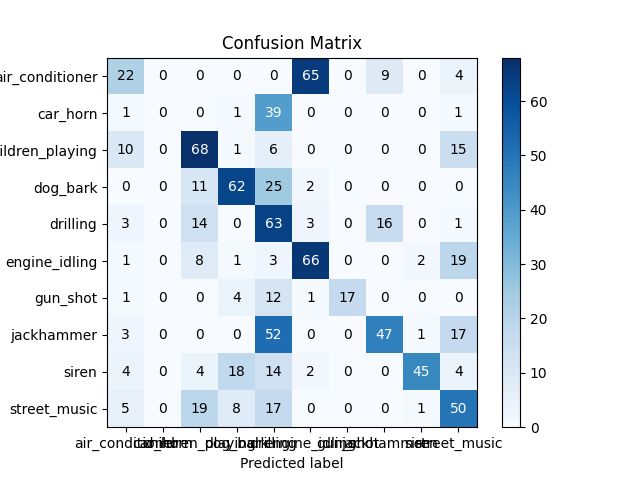 Confusion Matrix
air_conditioner 22 0 0 0 0 65 0 9 0 4
car_horn 1 0 0 1 39 0 0 0 0 1
ildren_playing 10 0 68 1 6 0 0 0 0 15
dog_bark 0 0 11 62 25 2 0 0 0 0
drilling 3 0 14 0 63 3 0 16 0 1
engine_idling 1 0 8 1 3 66 0 0 2 19
gun_shot 1 0 0 4 12 1 17 0 0 0
jackhammer 3 0 0 0 52 0 0 47 1 17
siren 4 0 4 18 14 2 0 0 45 4
street_music 5 0 19 8 17 0 0 0 1 50
street_music
Predicted label
60
50
40
30
20
10
0